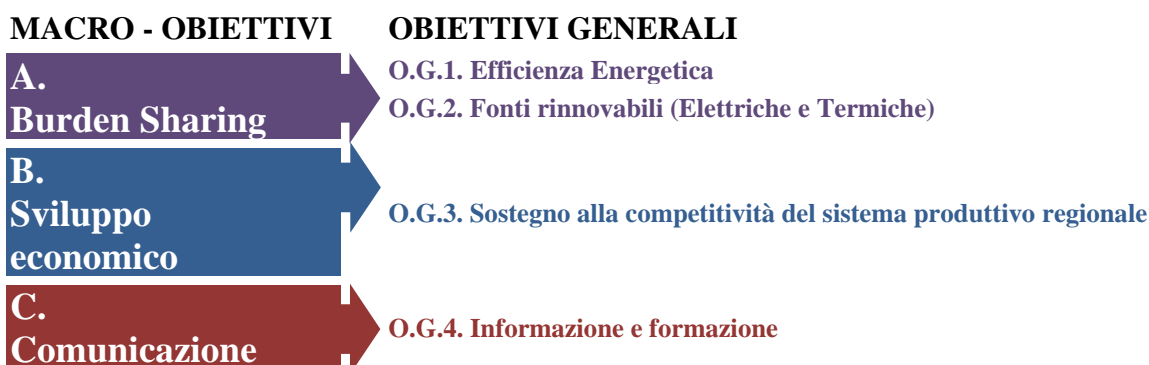 MACRO - OBIETTIVI OBIETTIVI GENERALI
A.
Burden Sharing
O.G.1. Efficienza Energetica
O.G.2. Fonti rinnovabili (Elettriche e Termiche)
B.
Sviluppo
economico
O.G.3. Sostegno alla competitività del sistema produttivo regionale
C.
Comunicazione
O.G.4. Informazione e formazione